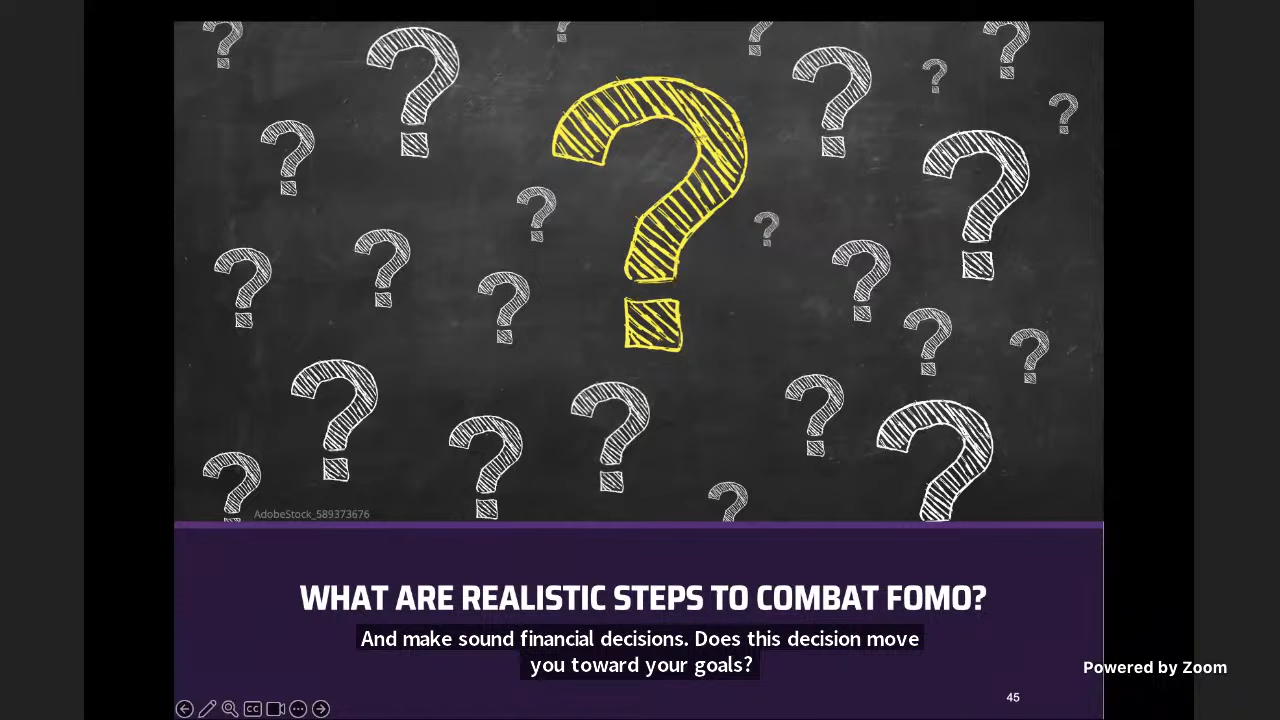 AdobeStock_589373676
WHAT ARE REALISTIC STEPS TO COMBAT FOMO?
And make sound financial decisions. Does this decision move
you toward your goals?
Powered by Zoom
45
CC